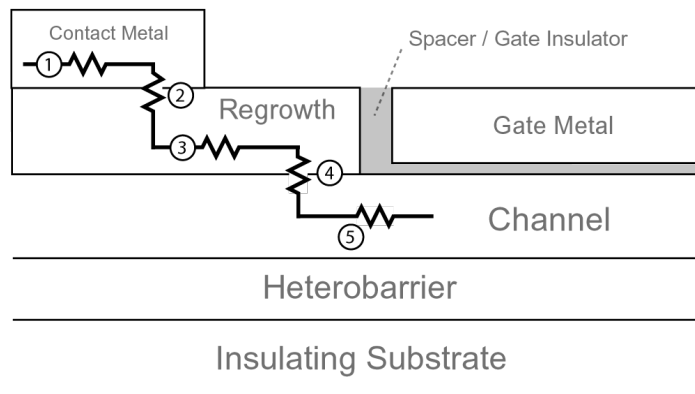 Contact Metal
Spacer / Gate Insulator
1
2
Regrowth
Gate Metal
3
4
Channel
5
Heterobarrier
Insulating Substrate